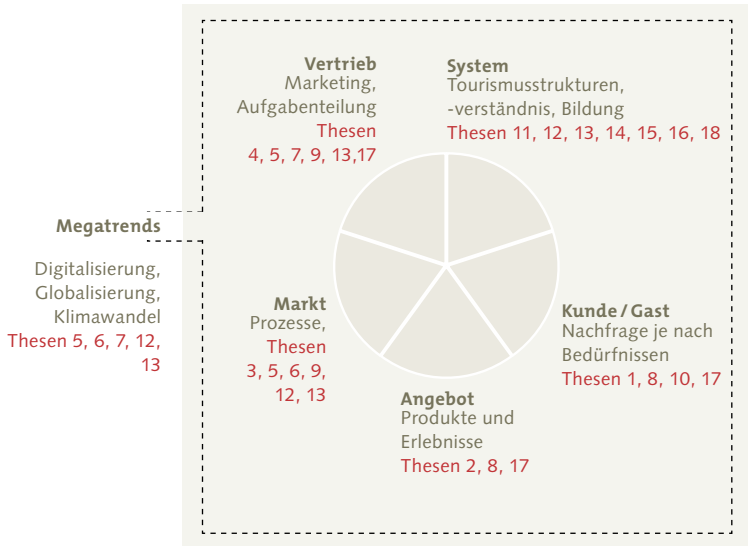 Vertrieb
Marketing,
Aufgabenteilung
Thesen
4, 5, 7, 9, 13,17
System
Tourismusstrukturen,
-verständnis, Bildung
Thesen 11, 12, 13, 14, 15, 16, 18
Megatrends
Digitalisierung,
Globalisierung,
Klimawandel
Thesen 5, 6, 7, 12,
13
Markt
Prozesse,
Thesen
3, 5, 6, 9,
12, 13
Kunde / Gast
Nachfrage je nach
Bedürfnissen
Thesen 1, 8, 10, 17
Angebot
Produkte und
Erlebnisse
Thesen 2, 8, 17